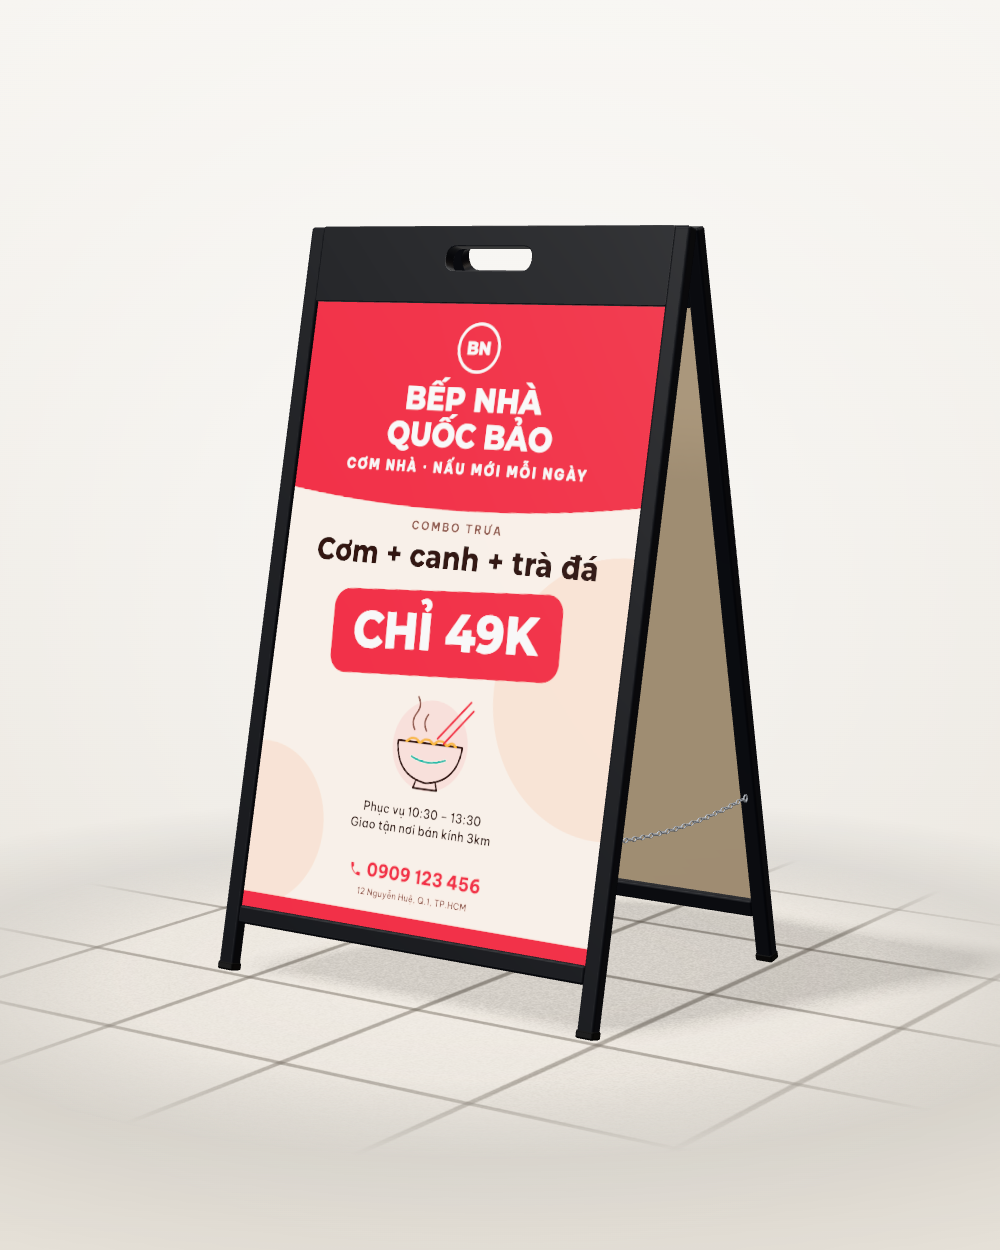 BN
BẾP NHÀ
QUỐC BẢO
CƠM NHÀ · NẤU MỚI MỖI NGÀY
COMBO TRƯA
Cơm + canh + trà đá
CHỈ 49K
Phục vụ 10:30 – 13:30
Giao tận nơi bán kính 3km
0909 123 456
12 Nguyễn Huệ, Q.1, TP.HCM